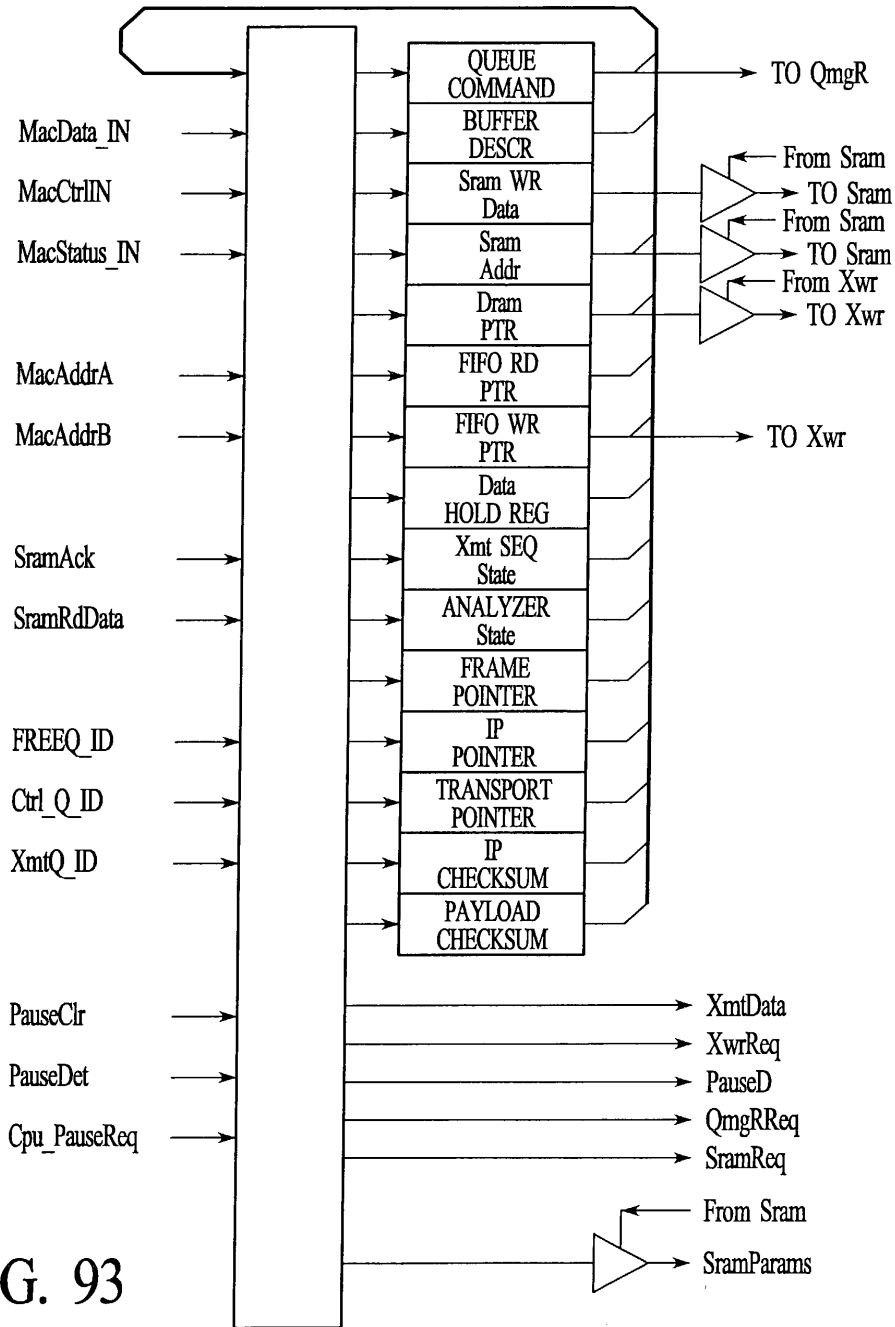 QUEUE
COMMAND
TO QmgR
MacData_IN
BUFFER
DESCR
From Sram
MacCtrlIN
Sram WR
Data
TO Sram
From Sram
MacStatus_IN
Sram
Addr
TO Sram
From Xwr
Dram
PTR
TO Xwr
MacAddrA
FIFO RD
PTR
MacAddrB
FIFO WR
PTR
TO Xwr
Data
HOLD REG
SramAck
Xmt SEQ
State
SramRdData
ANALYZER
State
FRAME
POINTER
FREEQ_ID
IP
POINTER
Ctrl_Q_ID
TRANSPORT
POINTER
XmtQ_ID
IP
CHECKSUM
PAYLOAD
CHECKSUM
PauseClr
XmtData
XwrReq
PauseDet
PauseD
Cpu_PauseReq
QmgRReq
SramReq
From Sram
SramParams
G. 93